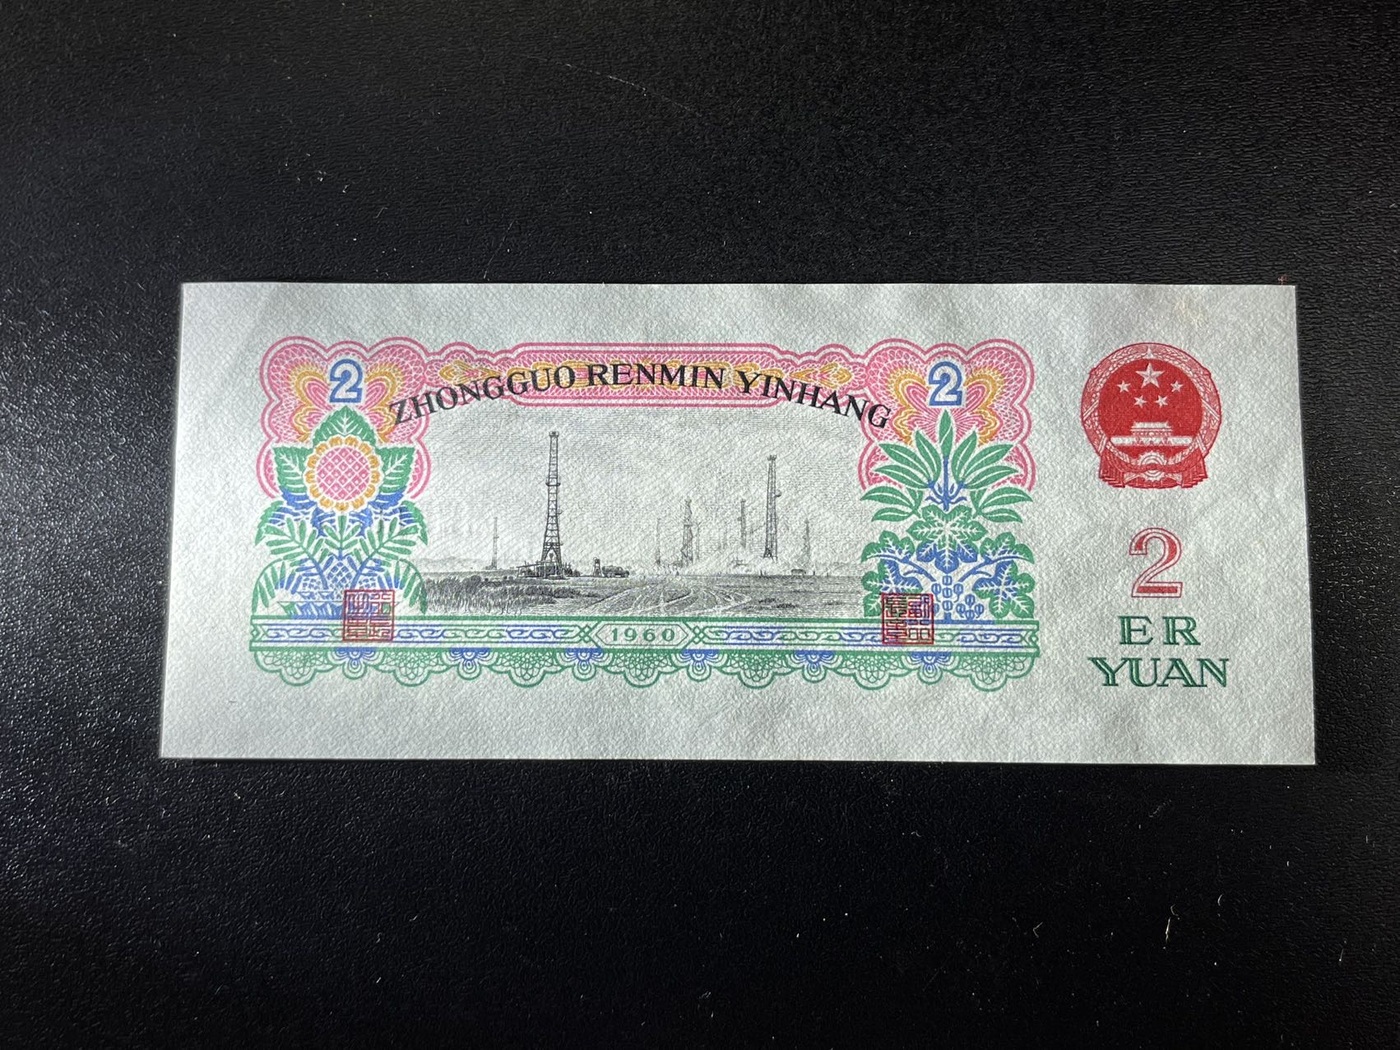 2
ZHONGGUO RENMIN YINHANG
2
1960
2
ER
YUAN